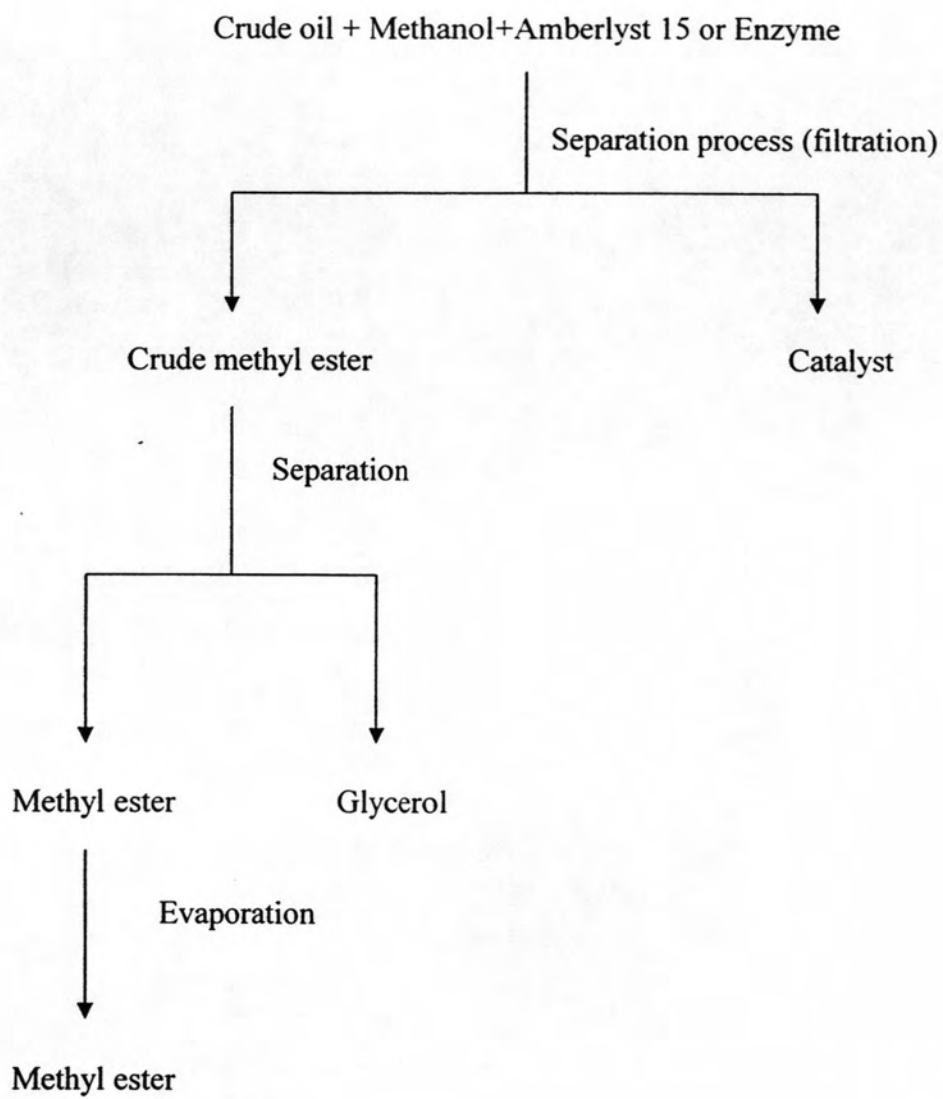 Crude oil + Methanol+Amberlyst 15 or Enzyme
Separation process (filtration)
Crude methyl ester
Catalyst
Separation
Methyl ester
Glycerol
Evaporation
Methyl ester